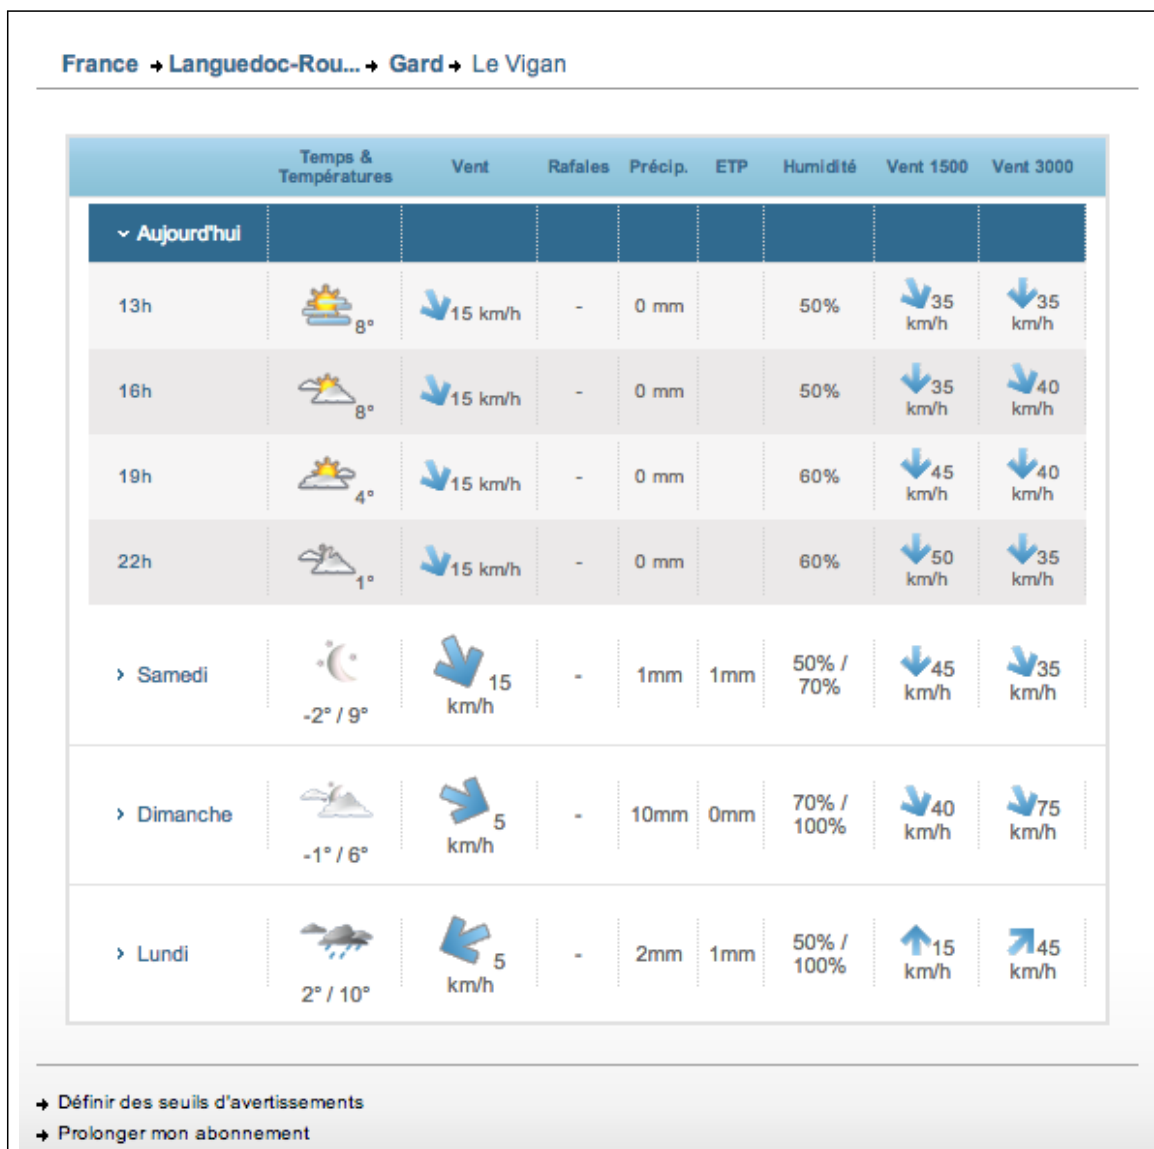 France → Languedoc-Rou... → Gard → Le Vigan
Temps & Températures Vent Rafales Précip. ETP Humidité Vent 1500 Vent 3000
Aujourd'hui
13h 8° 15 km/h - 0 mm 50% 35 km/h 35 km/h
16h 8° 15 km/h - 0 mm 50% 35 km/h 40 km/h
19h 4° 15 km/h - 0 mm 60% 45 km/h 40 km/h
22h 1° 15 km/h - 0 mm 60% 50 km/h 35 km/h
Samedi -2° / 9° 15 km/h - 1mm 1mm 50% / 70% 45 km/h 35 km/h
Dimanche -1° / 6° 5 km/h - 10mm 0mm 70% / 100% 40 km/h 75 km/h
Lundi 2° / 10° 5 km/h - 2mm 1mm 50% / 100% 15 km/h 45 km/h
→ Définir des seuils d'avertissements
→ Prolonger mon abonnement